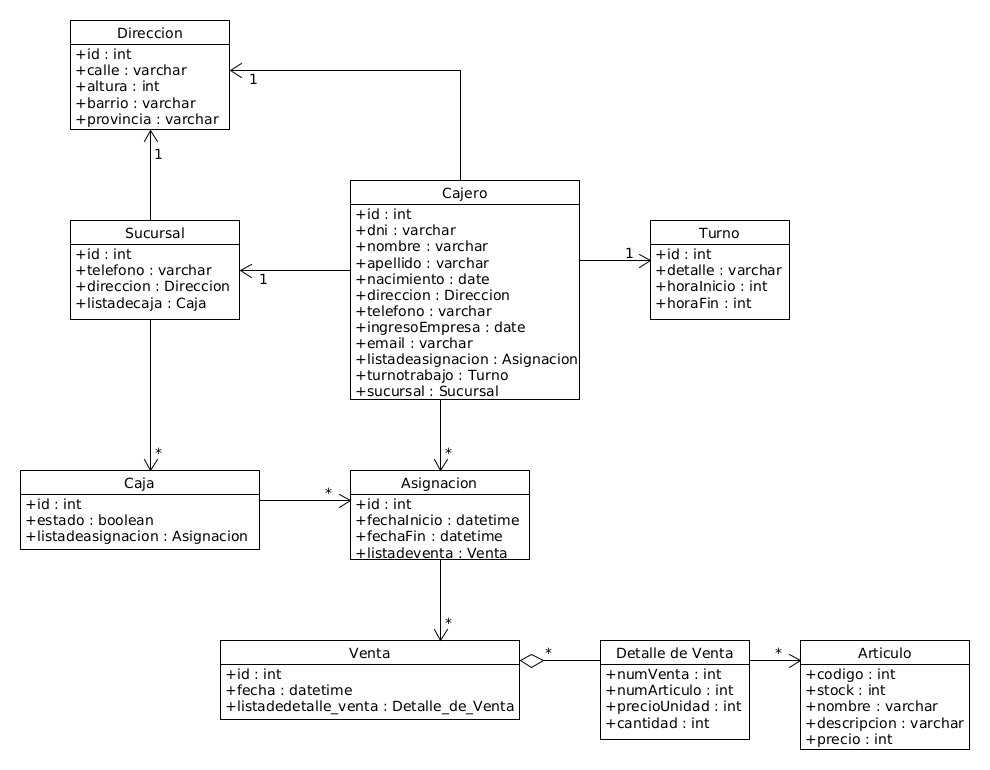 Direccion
+id : int
+calle : varchar
+altura : int
+barrio : varchar
+provincia : varchar
1
1
Cajero
+id : int
+dni : varchar
+nombre : varchar
+apellido : varchar
+nacimiento : date
+direccion : Direccion
+telefono : varchar
+ingresoEmpresa : date
+email : varchar
+listadeasignacion : Asignacion
+turnotrabajo : Turno
+sucursal : Sucursal
Sucursal
+id : int
+telefono : varchar
+direccion : Direccion
+listadecaja : Caja
1
1
Turno
+id : int
+detalle : varchar
+horaInicio : int
+horaFin : int
*
*
Caja
+id : int
+estado : boolean
+listadeasignacion : Asignacion
*
Asignacion
+id : int
+fechaInicio : datetime
+fechaFin : datetime
+listadeventa : Venta
*
Venta
+id : int
+fecha : datetime
+listadedetalle_venta : Detalle_de_Venta
*
Detalle de Venta
+numVenta : int
+numArticulo : int
+precioUnidad : int
+cantidad : int
*
Articulo
+codigo : int
+stock : int
+nombre : varchar
+descripcion : varchar
+precio : int